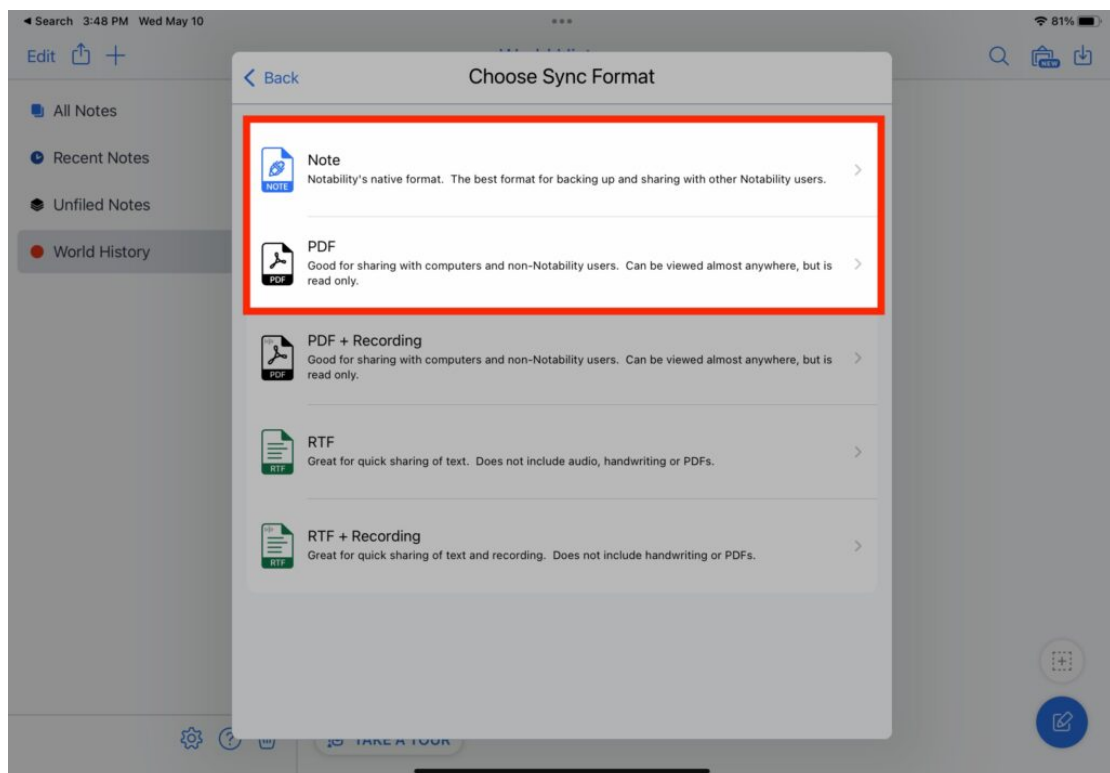 Search 3:48 PM Wed May 10
81%
Edit
Back
Choose Sync Format
NEW
All Notes
Recent Notes
Unfiled Notes
World History
NOTE
Note
Notability's native format. The best format for backing up and sharing with other Notability users.
PDF
PDF
Good for sharing with computers and non-Notability users. Can be viewed almost anywhere, but is
read only.
PDF
PDF + Recording
Good for sharing with computers and non-Notability users. Can be viewed almost anywhere, but is
read only.
RTF
RTF
Great for quick sharing of text. Does not include audio, handwriting or PDFs.
RTF
RTF + Recording
Great for quick sharing of text and recording. Does not include handwriting or PDFs.
TAKE A TOUR